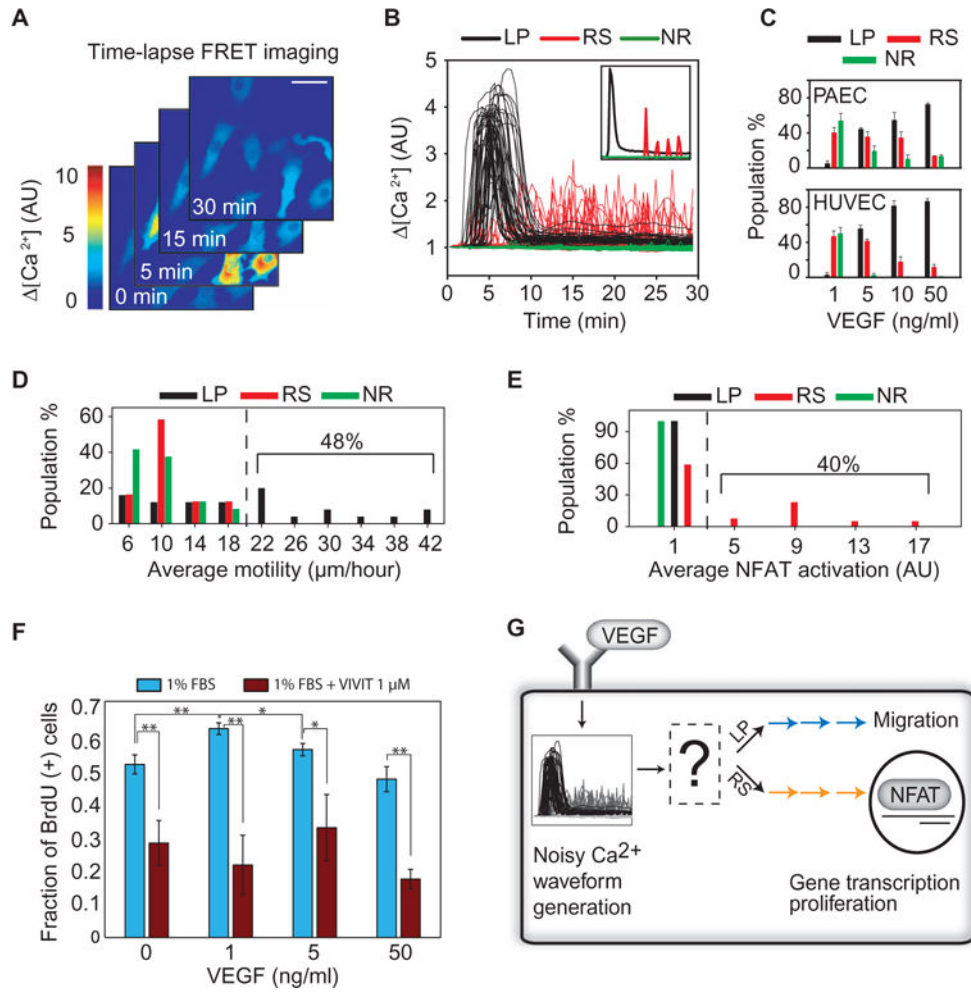 A
Time-lapse FRET imaging
Δ[Ca 2+] (AU)
10
5
0
30 min
15 min
5 min
0 min
B
LP RS NR
Δ[Ca2+] (AU)
5
4
3
2
1
0 5 10 15 20 25 30
Time (min)
C
LP RS
NR
Population %
PAEC
80
40
0
HUVEC
80
40
0
1 5 10 50
VEGF (ng/ml)
D
LP RS NR
Population %
60
40
20
0
48%
6 10 14 18 22 26 30 34 38 42
Average motility (µm/hour)
E
LP RS NR
Population %
90
60
30
0
40%
1 5 9 13 17
Average NFAT activation (AU)
F
1% FBS 1% FBS + VIVIT 1 µM
Fraction of BrdU (+) cells
0.7
0.6
0.5
0.4
0.3
0.2
0.1
0
** ** ** * * **
0 1 5 50
VEGF (ng/ml)
G
VEGF
?
LP
RS
Migration
NFAT
Noisy Ca2+
waveform
generation
Gene transcription
proliferation